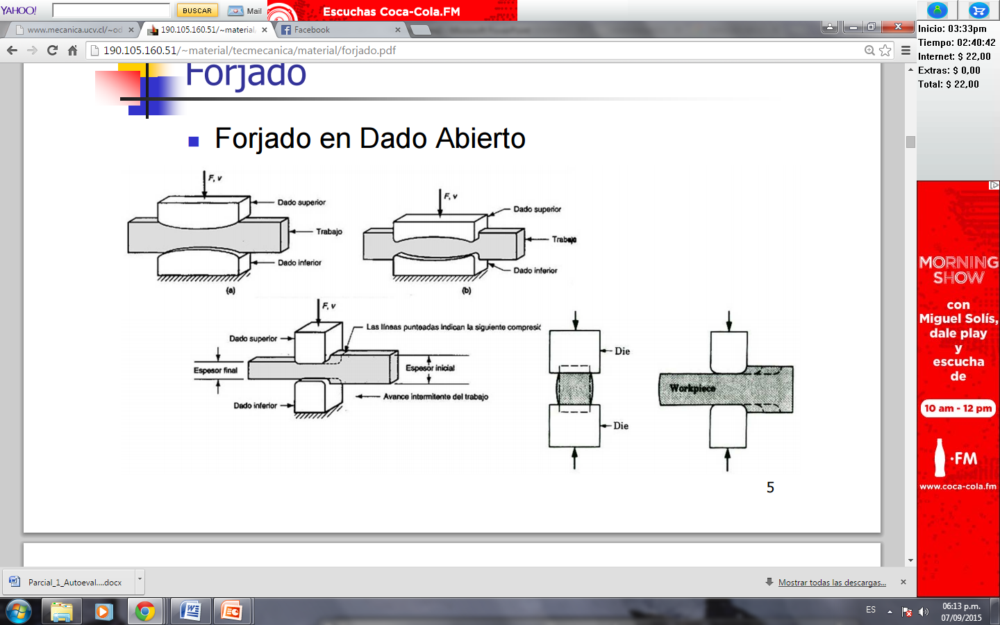 YAHOO!
BUSCAR
Mail
Escuchas Coca-Cola.FM
www.mecanica.ucv.cl/~od
190.105.160.51/~material/
Facebook
190.105.160.51/~material/tecmecanica/material/forjado.pdf
Inicio: 03:33pm
Tiempo: 02:40:42
Internet: $ 22,00
Extras: $ 0,00
Total: $ 22,00
Forjado
Forjado en Dado Abierto
F, v
Dado superior
Trabajo
Dado inferior
(a)
F, v
Dado superior
Trabajo
Dado inferior
(b)
F, v
Las líneas punteadas indican la siguiente compresió
Dado superior
Espesor final
Espesor inicial
Dado inferior
Avance intermitente del trabajo
Die
Die
Workpiece
5
MORNING
SHOW
con
Miguel Solís,
dale play
y
escucha
de
10 am - 12 pm
.FM
www.coca-cola.fm
Parcial_1_Autoeval....docx
Mostrar todas las descargas...
ES
06:13 p.m.
07/09/2015